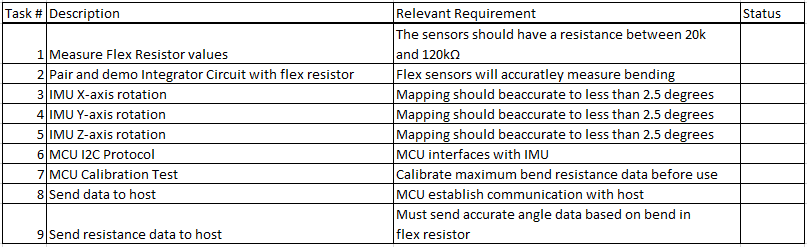 Task # Description Relevant Requirement Status
The sensors should have a resistance between 20k
1 Measure Flex Resistor values and 120kΩ
2 Pair and demo Integrator Circuit with flex resistor Flex sensors will accuratley measure bending
3 IMU X-axis rotation Mapping should beaccurate to less than 2.5 degrees
4 IMU Y-axis rotation Mapping should beaccurate to less than 2.5 degrees
5 IMU Z-axis rotation Mapping should beaccurate to less than 2.5 degrees
6 MCU I2C Protocol MCU interfaces with IMU
7 MCU Calibration Test Calibrate maximum bend resistance data before use
8 Send data to host MCU establish communication with host
Must send accurate angle data based on bend in
9 Send resistance data to host flex resistor